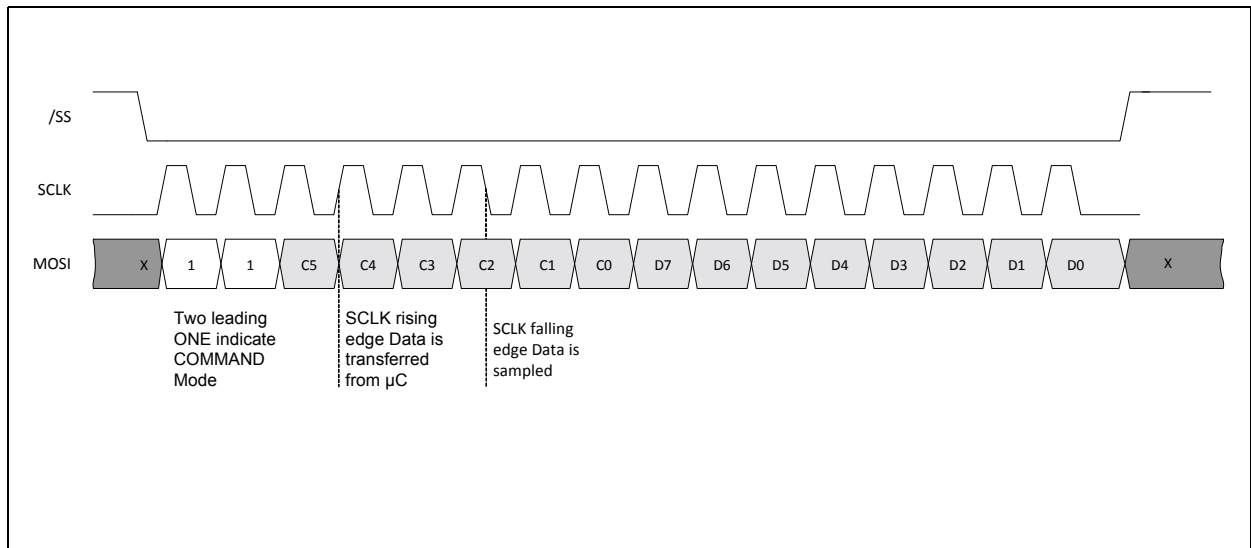 /SS
SCLK
MOSI
X 1 1 C5 C4 C3 C2 C1 C0 D7 D6 D5 D4 D3 D2 D1 D0 X
Two leading
ONE indicate
COMMAND
Mode
SCLK rising
edge Data is
transferred
from µC
SCLK falling
edge Data is
sampled